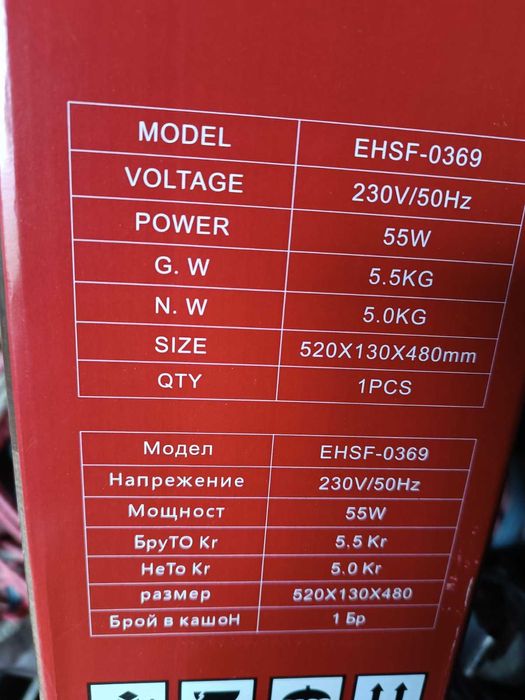 MODEL EHSF-0369
VOLTAGE 230V/50Hz
POWER 55W
G. W 5.5KG
N. W 5.0KG
SIZE 520X130X480mm
QTY 1PCS
Модел EHSF-0369
Напрежение 230V/50Hz
Мощност 55W
БруТО Кг 5.5 Кг
НеТо Кг 5.0 Кг
размер 520X130X480
Брой в кашоН 1 Бр